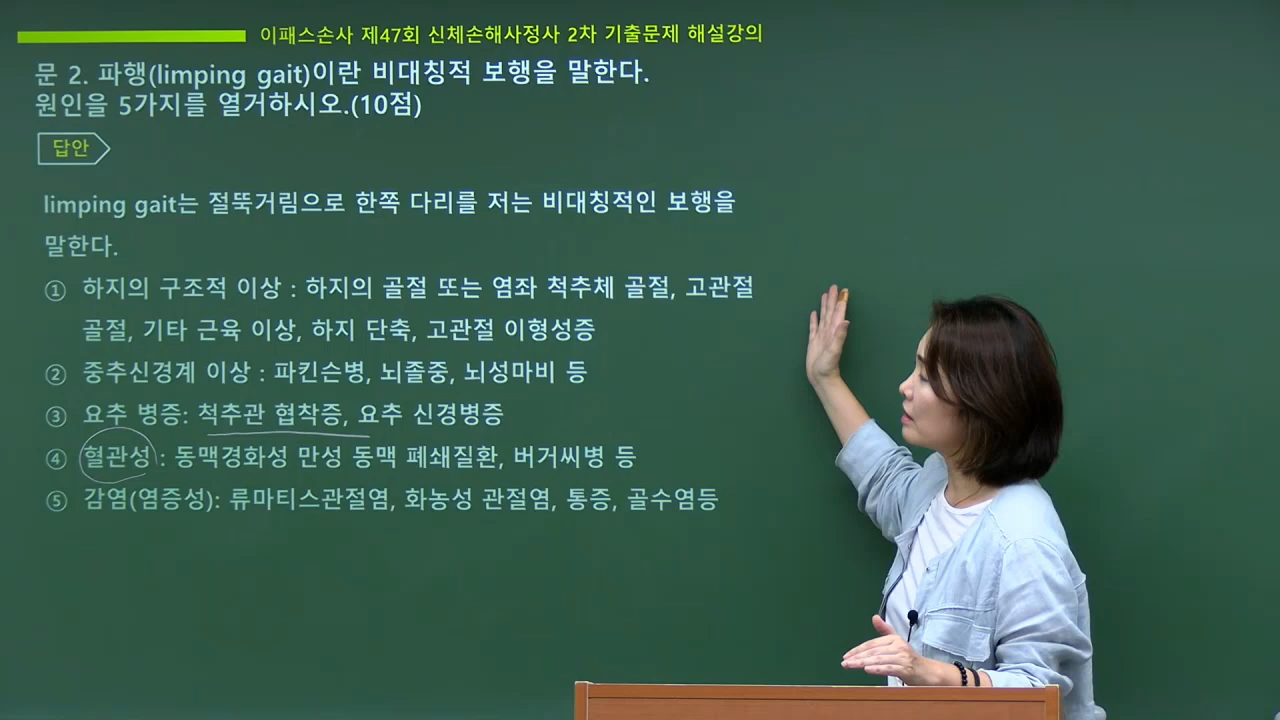 이패스손사 제47회 신체손해사정사 2차 기출문제 해설강의
문 2. 파행(limping gait)이란 비대칭적 보행을 말한다.
원인을 5가지를 열거하시오.(10점)
답안
limping gait는 절뚝거림으로 한쪽 다리를 저는 비대칭적인 보행을
말한다.
① 하지의 구조적 이상 : 하지의 골절 또는 염좌 척추체 골절, 고관절
골절, 기타 근육 이상, 하지 단축, 고관절 이형성증
② 중추신경계 이상 : 파킨슨병, 뇌졸중, 뇌성마비 등
③ 요추 병증: 척추관 협착증, 요추 신경병증
④ 혈관성 : 동맥경화성 만성 동맥 폐쇄질환, 버거씨병 등
⑤ 감염(염증성): 류마티스관절염, 화농성 관절염, 통증, 골수염등